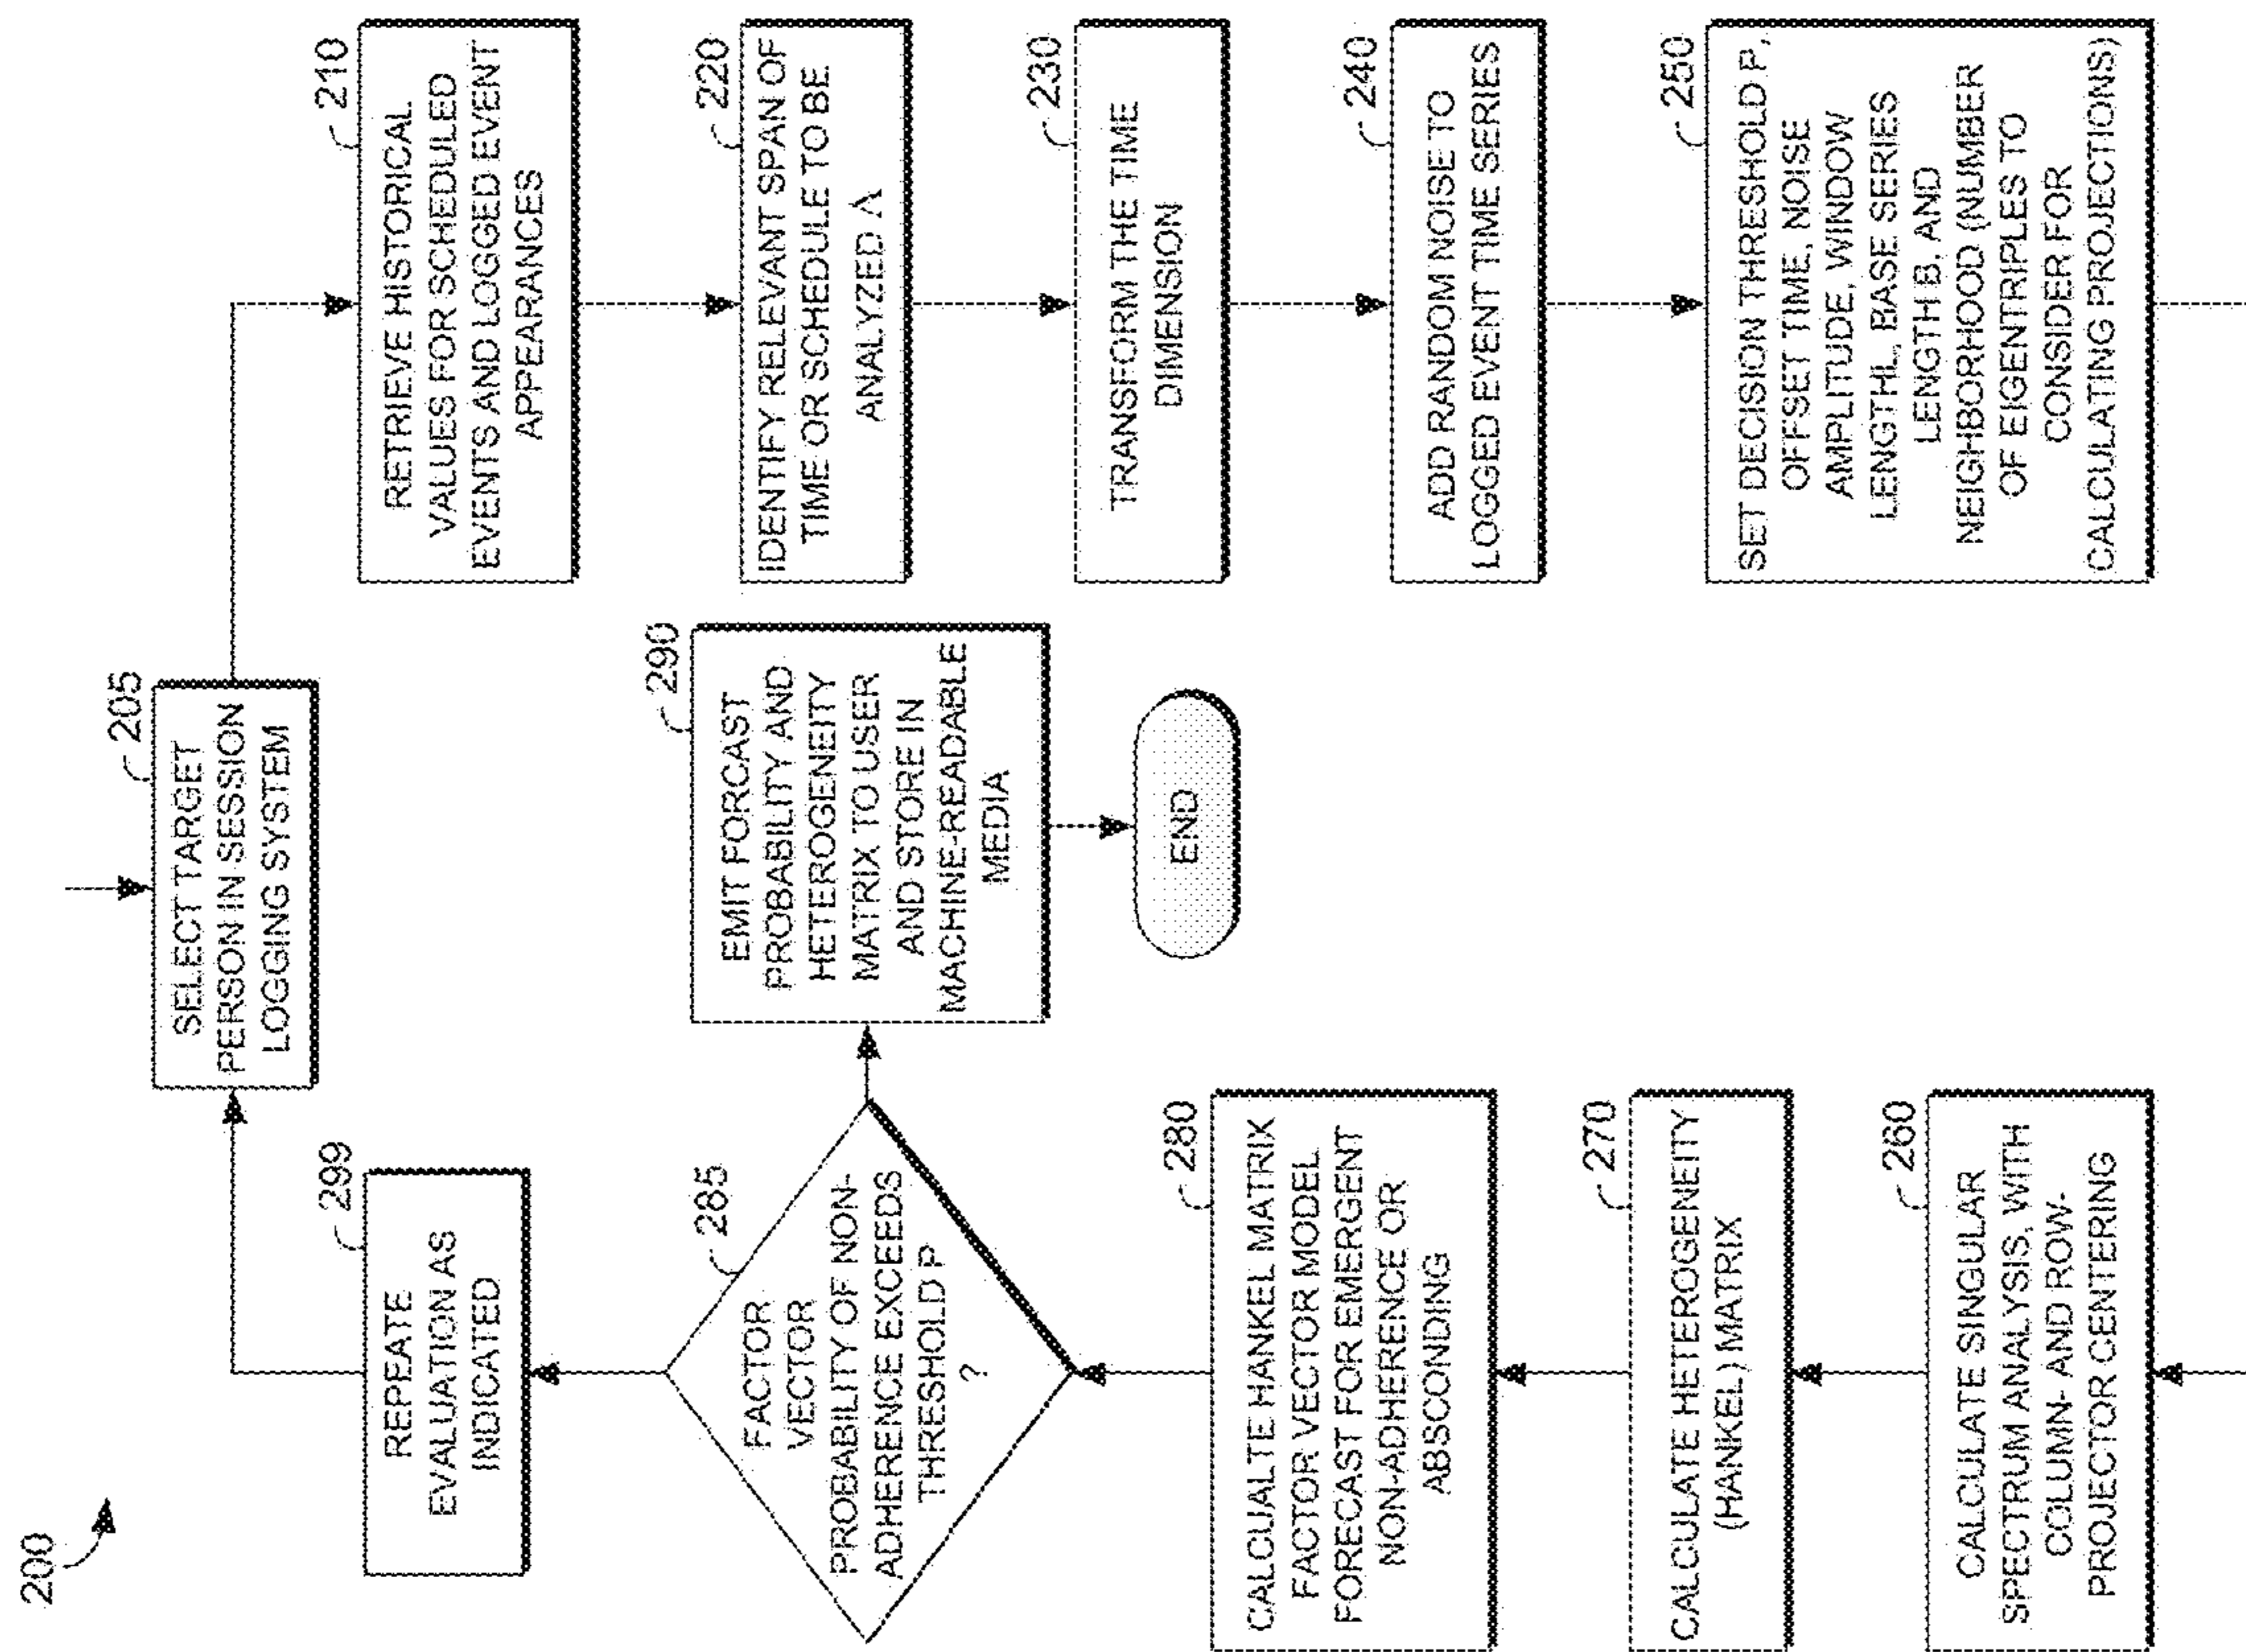 200
205
SELECT TARGET
PERSON IN SESSION
LOGGING SYSTEM
210
RETRIEVE HISTORICAL
VALUES FOR SCHEDULED
EVENTS AND LOGGED EVENT
APPEARANCES
220
IDENTIFY RELEVANT SPAN OF
TIME OR SCHEDULE TO BE
ANALYZED Λ
230
TRANSFORM THE TIME
DIMENSION
240
ADD RANDOM NOISE TO
LOGGED EVENT TIME SERIES
250
SET DECISION THRESHOLD P,
OFFSET TIME, NOISE
AMPLITUDE, WINDOW
LENGTHL, BASE SERIES
LENGTH B, AND
NEIGHBORHOOD (NUMBER
OF EIGENTRIPLES TO
CONSIDER FOR
CALCULATING PROJECTIONS)
260
CALCULATE SINGULAR
SPECTRUM ANALYSIS, WITH
COLUMN- AND ROW-
PROJECTOR CENTERING
270
CALCULATE HETEROGENEITY
(HANKEL) MATRIX
280
CALCUALTE HANKEL MATRIX
FACTOR VECTOR MODEL
FORECAST FOR EMERGENT
NON-ADHERENCE OR
ABSCONDING
285
FACTOR
VECTOR
PROBABILITY OF NON-
ADHERENCE EXCEEDS
THRESHOLD P
?
290
EMIT FORCAST
PROBABILITY AND
HETEROGENEITY
MATRIX TO USER
AND STORE IN
MACHINE-READABLE
MEDIA
END
299
REPEAT
EVALUATION AS
INDICATED